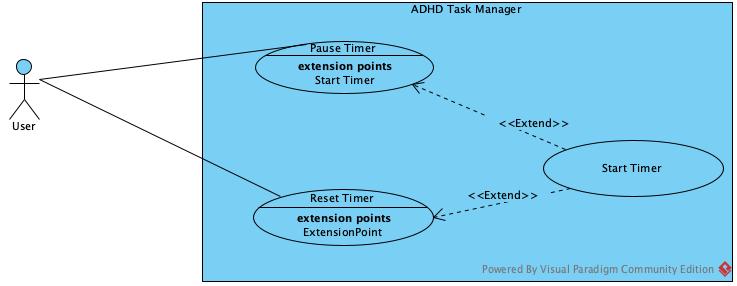 ADHD Task Manager
Pause Timer
extension points
Start Timer
<<Extend>>
User
Start Timer
<<Extend>>
Reset Timer
extension points
ExtensionPoint
Powered By Visual Paradigm Community Edition